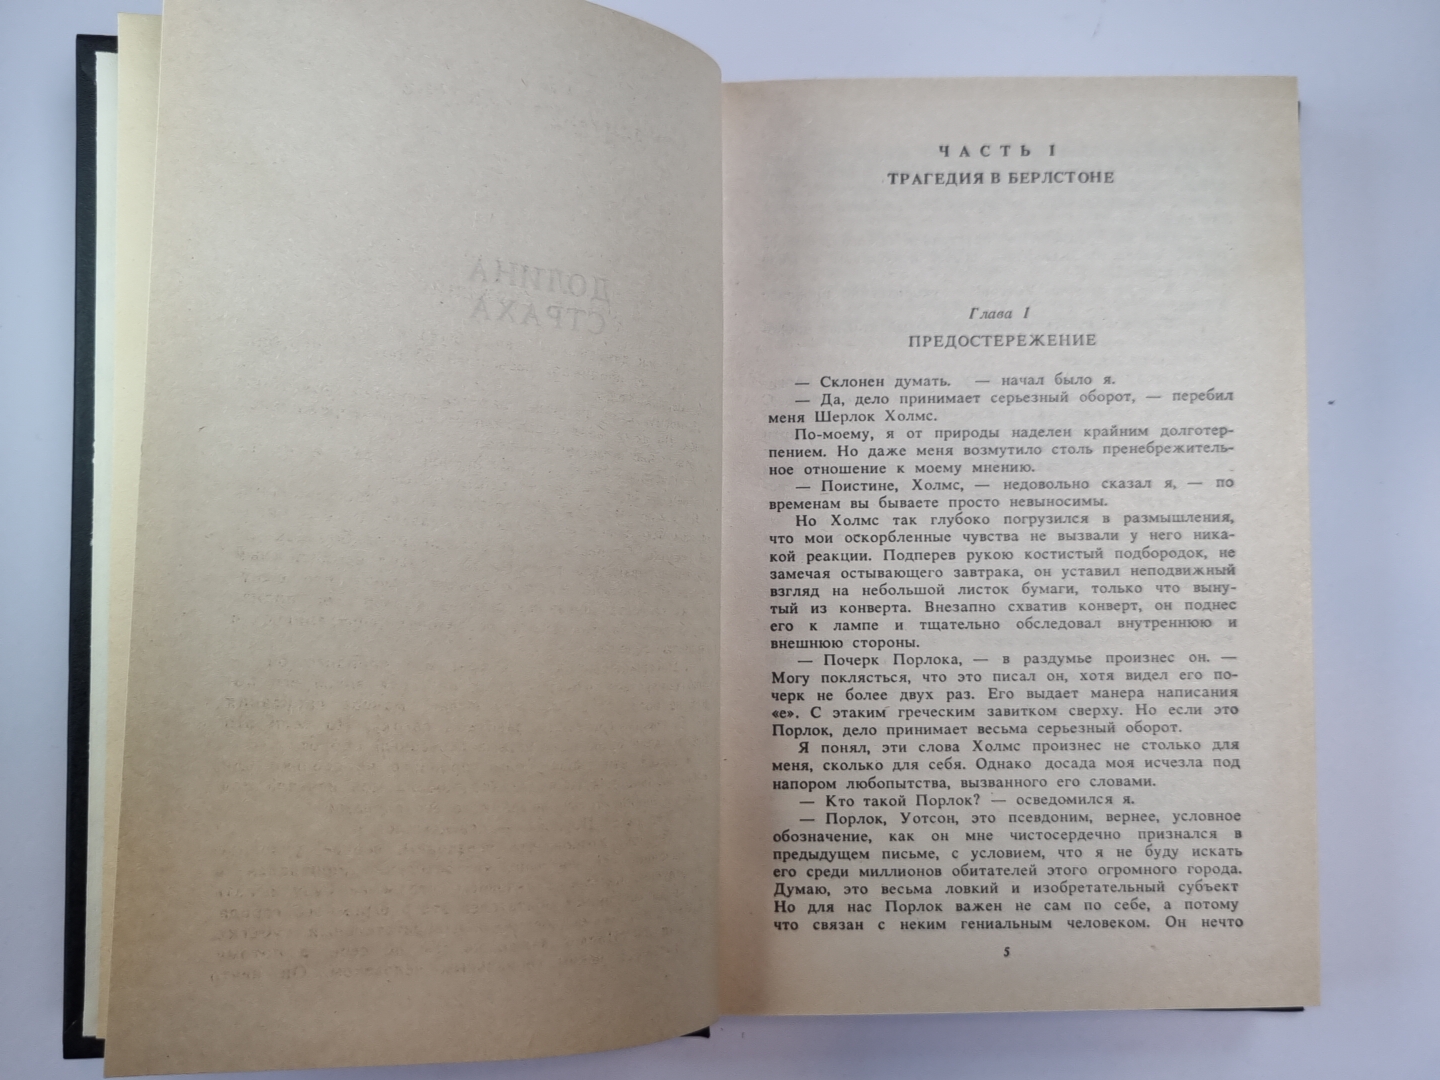 ДОЛИНА
СТРАХА
ЧАСТЬ I
ТРАГЕДИЯ В БЕРЛСТОНЕ
Глава I
ПРЕДОСТЕРЕЖЕНИЕ
— Склонен думать. — начал было я.
— Да, дело принимает серьезный оборот, — перебил
меня Шерлок Холмс.
По-моему, я от природы наделен крайним долготер-
пением. Но даже меня возмутило столь пренебрежитель-
ное отношение к моему мнению.
— Поистине, Холмс, — недовольно сказал я, — по
временам вы бываете просто невыносимы.
Но Холмс так глубоко погрузился в размышления,
что мои оскорбленные чувства не вызвали у него ника-
кой реакции. Подперев рукою костистый подбородок, не
замечая остывающего завтрака, он уставил неподвижный
взгляд на небольшой листок бумаги, только что выну-
тый из конверта. Внезапно схватив конверт, он поднес
его к лампе и тщательно обследовал внутреннюю и
внешнюю стороны.
— Почерк Порлока, — в раздумье произнес он. —
Могу поклясться, что это писал он, хотя видел его по-
черк не более двух раз. Его выдает манера написания
«е». С этаким греческим завитком сверху. Но если это
Порлок, дело принимает весьма серьезный оборот.
Я понял, эти слова Холмс произнес не столько для
меня, сколько для себя. Однако досада моя исчезла под
напором любопытства, вызванного его словами.
— Кто такой Порлок? — осведомился я.
— Порлок, Уотсон, это псевдоним, вернее, условное
обозначение, как он мне чистосердечно признался в
предыдущем письме, с условием, что я не буду искать
его среди миллионов обитателей этого огромного города.
Думаю, это весьма ловкий и изобретательный субъект
Но для нас Порлок важен не сам по себе, а потому
что связан с неким гениальным человеком. Он нечто
5